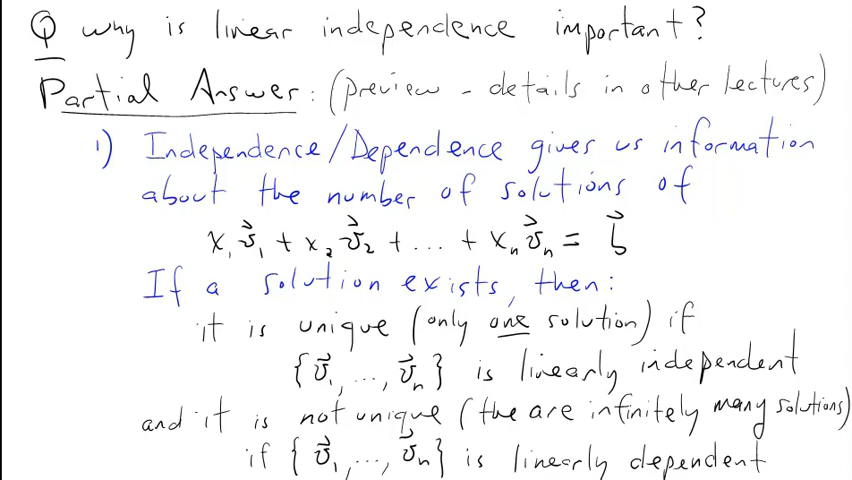 Q why is linear independence important?
Partial Answer: (preview - details in other lectures)
1) Independence/Dependence gives us information
about the number of solutions of
x₁v⃗₁ + x₂v⃗₂ + ... + xₙv⃗ₙ = b⃗
If a solution exists, then:
it is unique (only one solution) if
{v⃗₁, ..., v⃗ₙ} is linearly independent
and it is not unique (the are infinitely many solutions)
if {v⃗₁, ..., v⃗ₙ} is linearly dependent